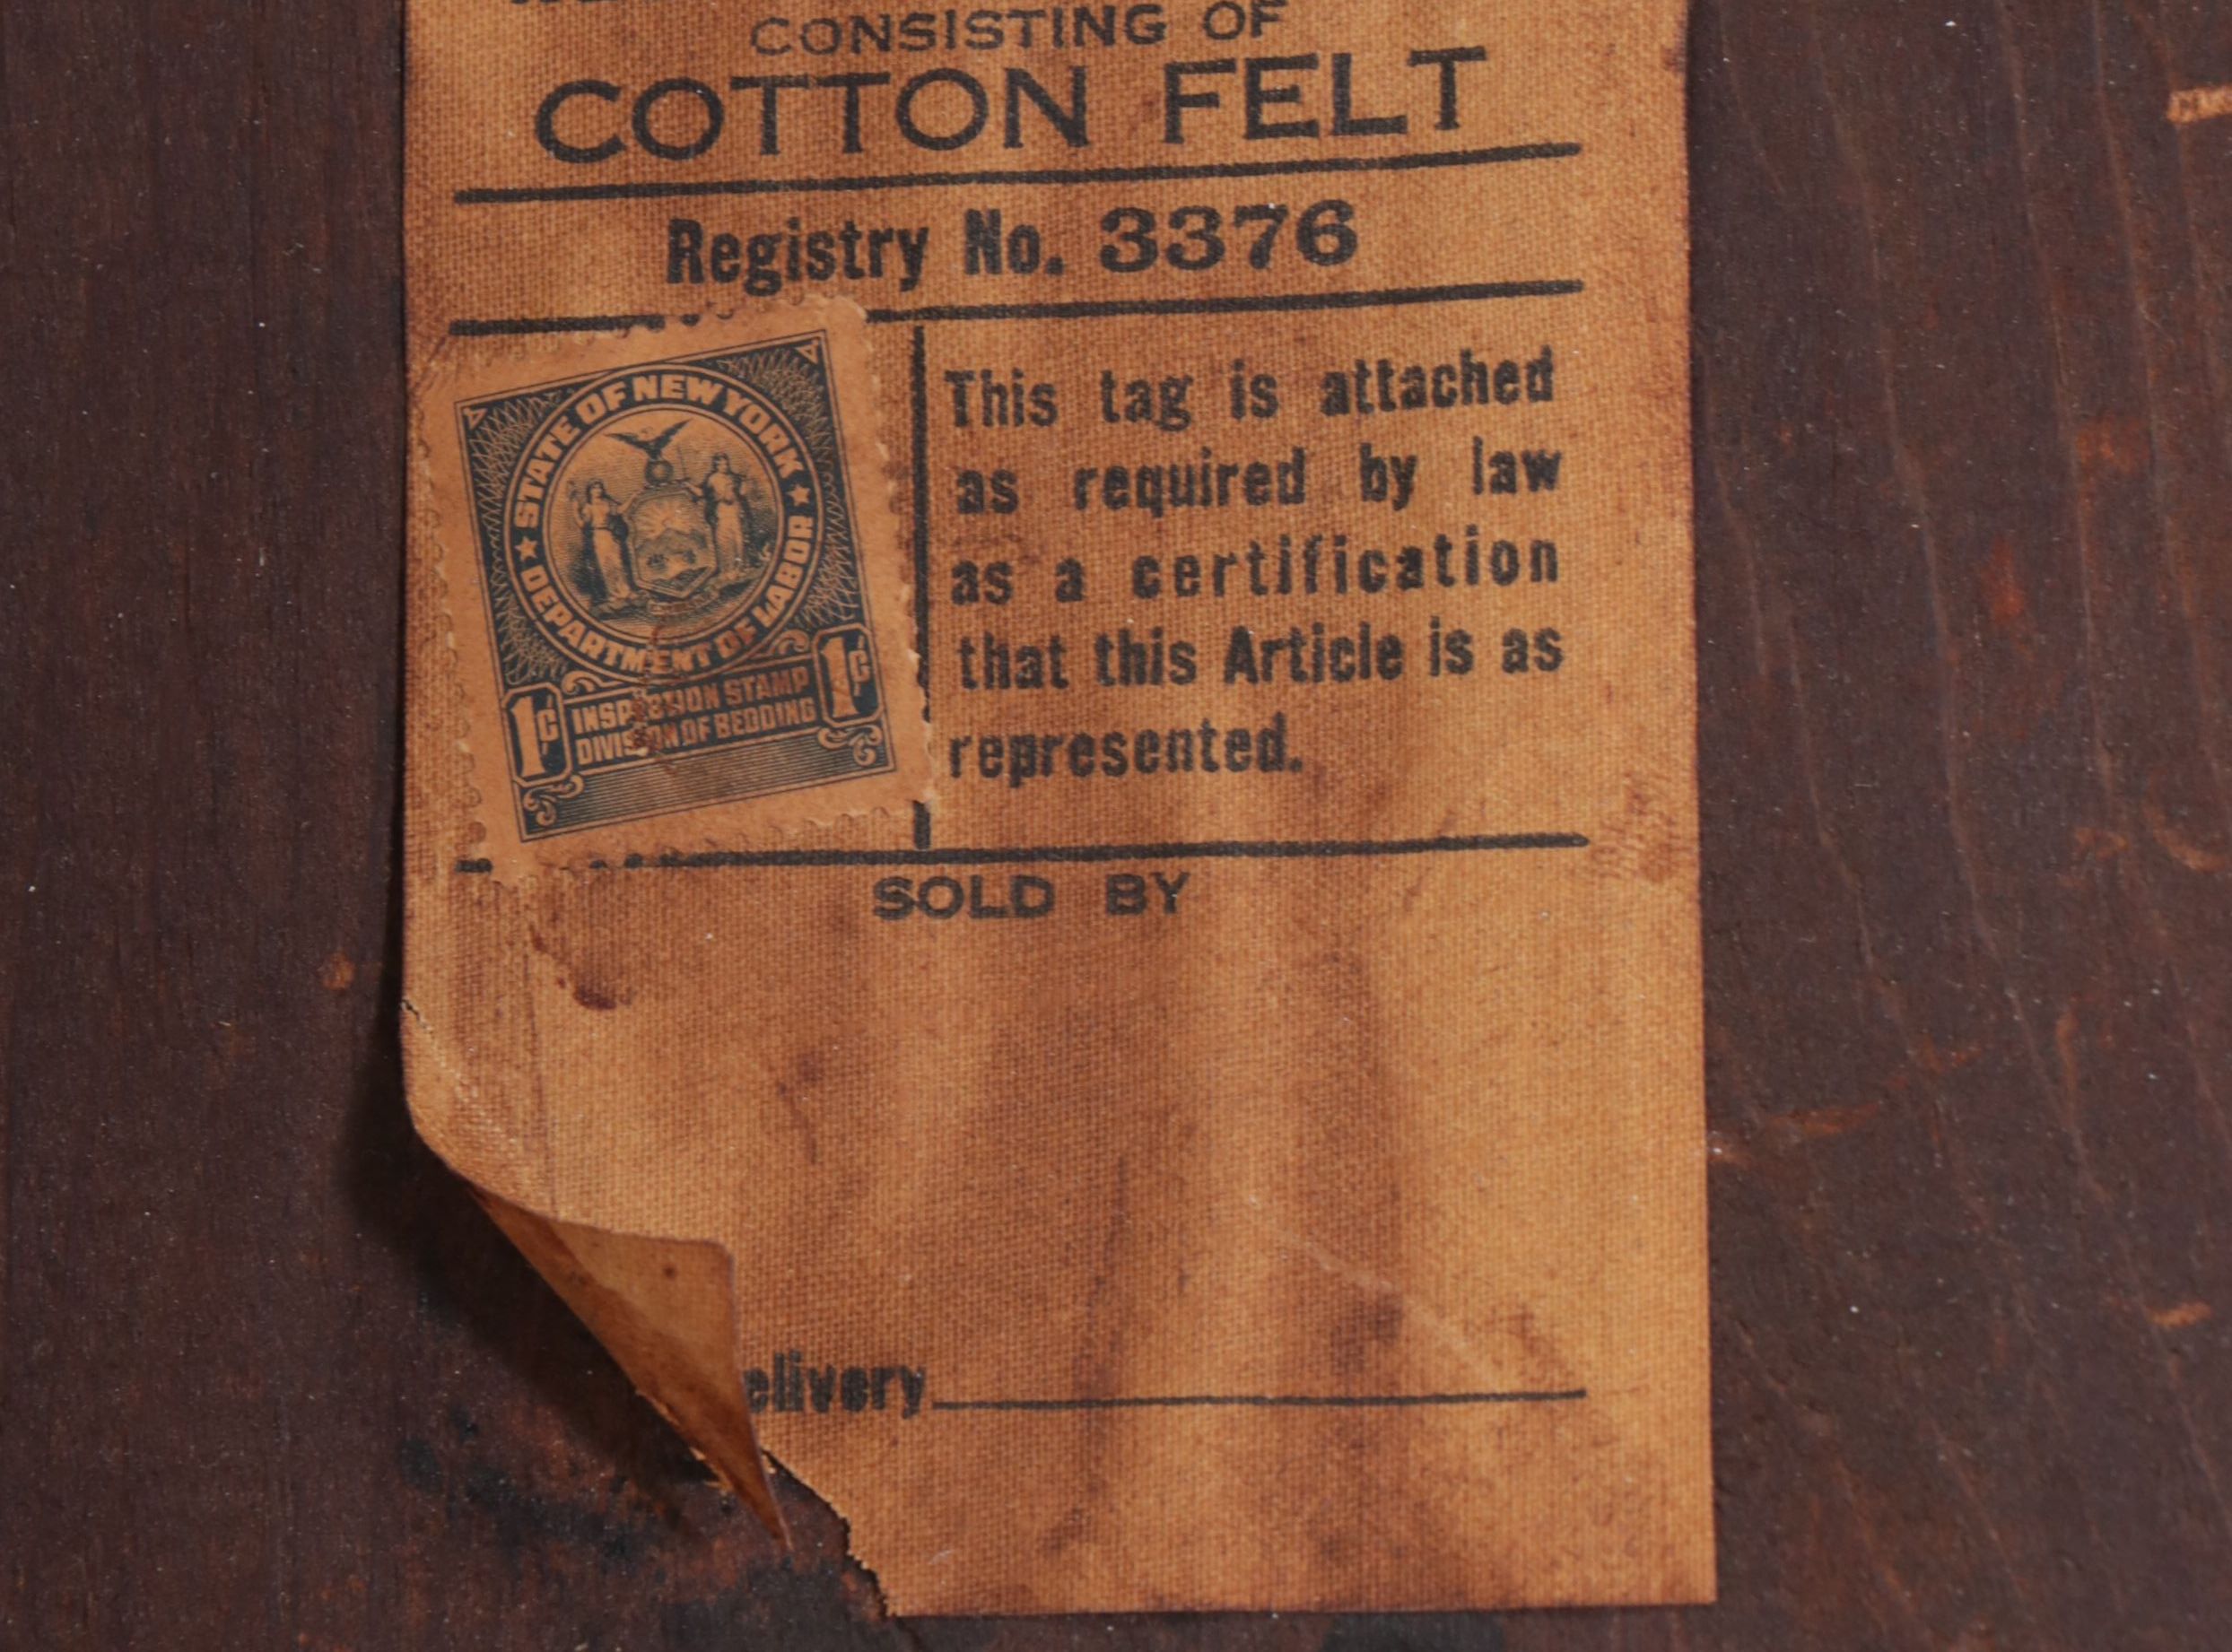 CONSISTING OF
COTTON FELT
Registry No. 3376
STATE OF NEW YORK
DEPARTMENT OF LABOR
1¢ INSPECTION STAMP 1¢
DIVISION OF BEDDING
This tag is attached
as required by law
as a certification
that this Article is as
represented.
SOLD BY
elivery